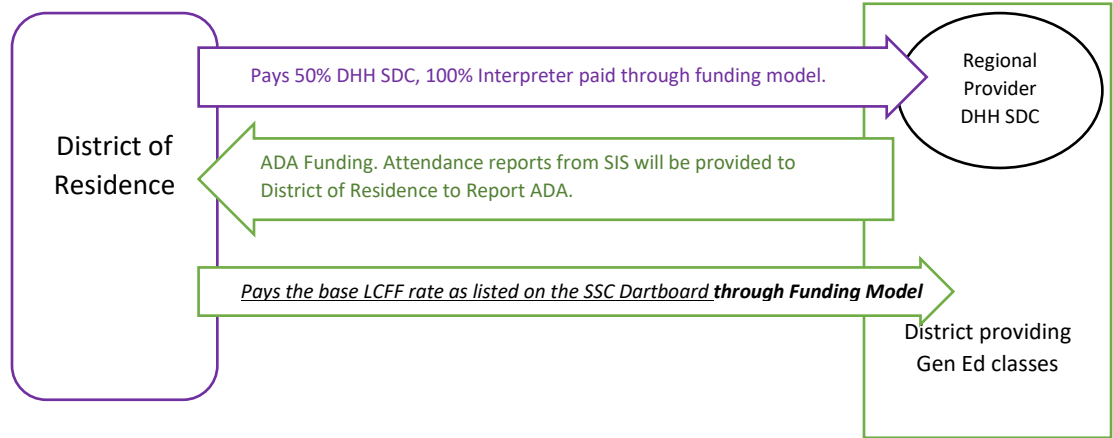 Pays 50% DHH SDC, 100% Interpreter paid through funding model.
Regional
Provider
DHH SDC
District of
Residence
ADA Funding. Attendance reports from SIS will be provided to
District of Residence to Report ADA.
Pays the base LCFF rate as listed on the SSC Dartboard through Funding Model
District providing
Gen Ed classes